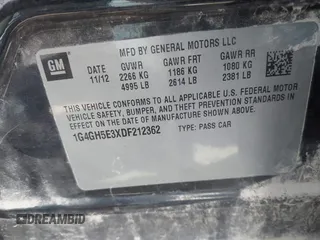 MFD BY GENERAL MOTORS LLC
GM
DATE GVWR GAWR FRT GAWR RR
11/12 2266 KG 1186 KG 1080 KG
4995 LB 2614 LB 2381 LB
THIS VEHICLE CONFORMS TO ALL APPLICABLE
U.S. FEDERAL MOTOR VEHICLE SAFETY,
BUMPER, AND THEFT PREVENTION STANDARDS
IN EFFECT ON THE DATE OF MANUFACTURE
SHOWN ABOVE.
1G4GH5E3XDF212362 TYPE: PASS CAR
DREAMBID